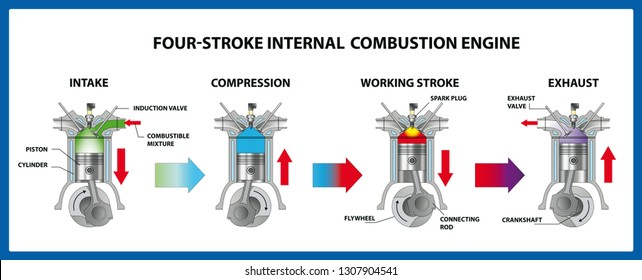 FOUR-STROKE INTERNAL COMBUSTION ENGINE
INTAKE
INDUCTION VALVE
COMBUSTIBLE
MIXTURE
PISTON
CYLINDER
COMPRESSION
WORKING STROKE
SPARK PLUG
FLYWHEEL
CONNECTING
ROD
EXHAUST
EXHAUST
VALVE
CRANKSHAFT
shutterstock.com · 1307904541